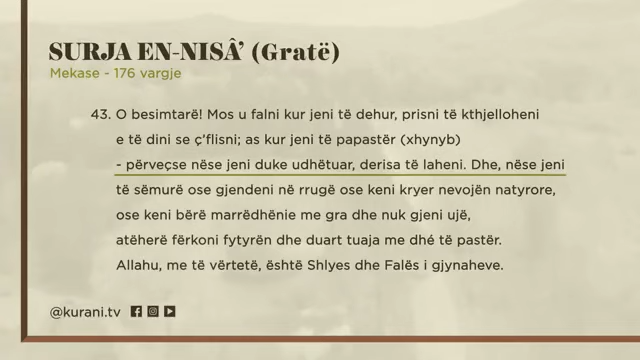 SURJA EN-NISÂ’ (Gratë)
Mekase - 176 vargje
43. O besimtarë! Mos u falni kur jeni të dehur, prisni të kthjelloheni
e të dini se ç’flisni; as kur jeni të papastër (xhynyb)
- përveçse nëse jeni duke udhëtuar, derisa të laheni. Dhe, nëse jeni
të sëmurë ose gjendeni në rrugë ose keni kryer nevojën natyrore,
ose keni bërë marrëdhënie me gra dhe nuk gjeni ujë,
atëherë fërkoni fytyrën dhe duart tuaja me dhé të pastër.
Allahu, me të vërtetë, është Shlyes dhe Falës i gjynaheve.
@kurani.tv